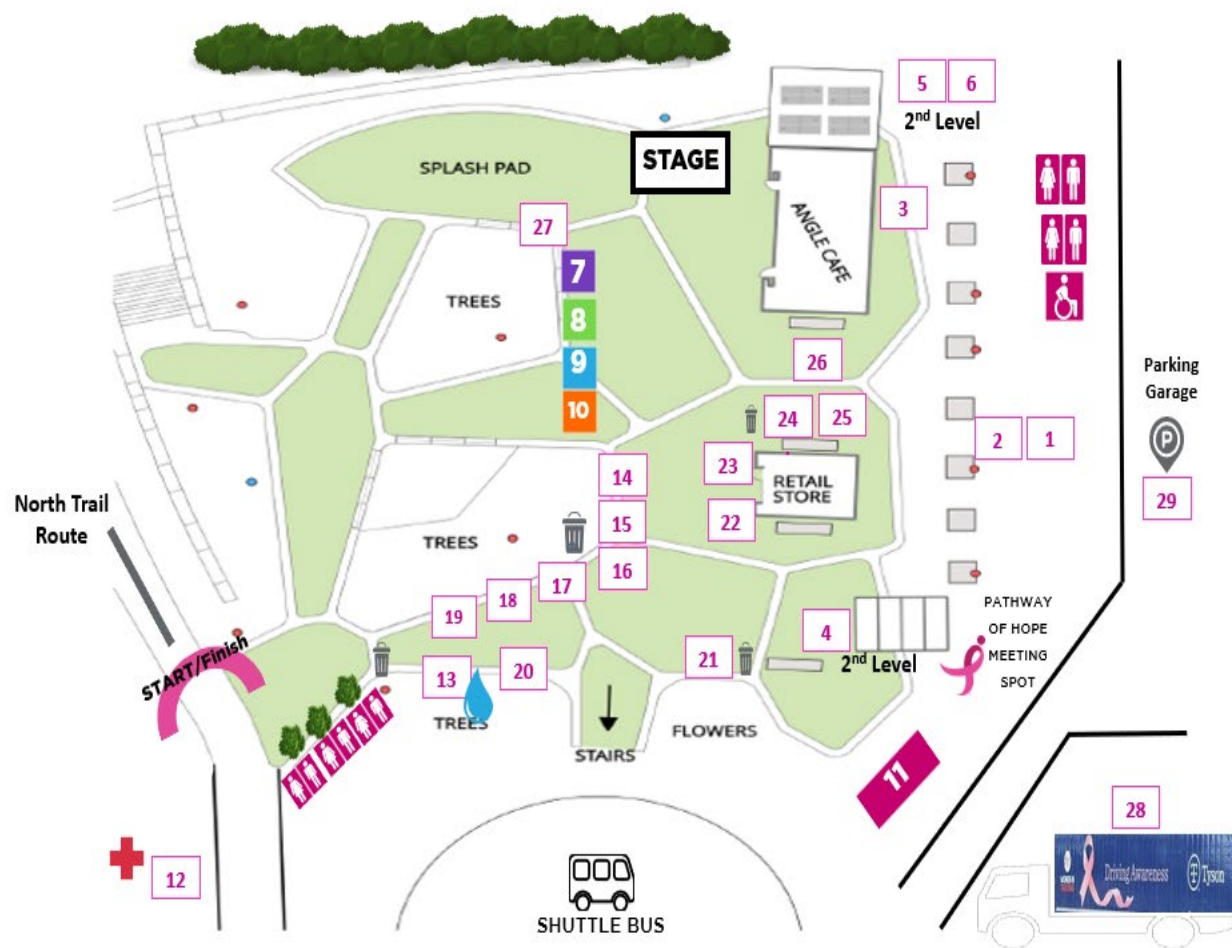 5
6
2nd Level
STAGE
SPLASH PAD
3
ANGLE CAFE
27
7
TREES
8
9
26
Parking
Garage
P
10
24
25
2
1
23
14
RETAIL
STORE
29
North Trail
Route
15
22
TREES
16
17
18
19
PATHWAY
OF HOPE
MEETING
SPOT
4
2nd Level
START/Finish
21
20
13
TREES
FLOWERS
STAIRS
11
28
12
Driving Awareness
Tyson
SHUTTLE BUS